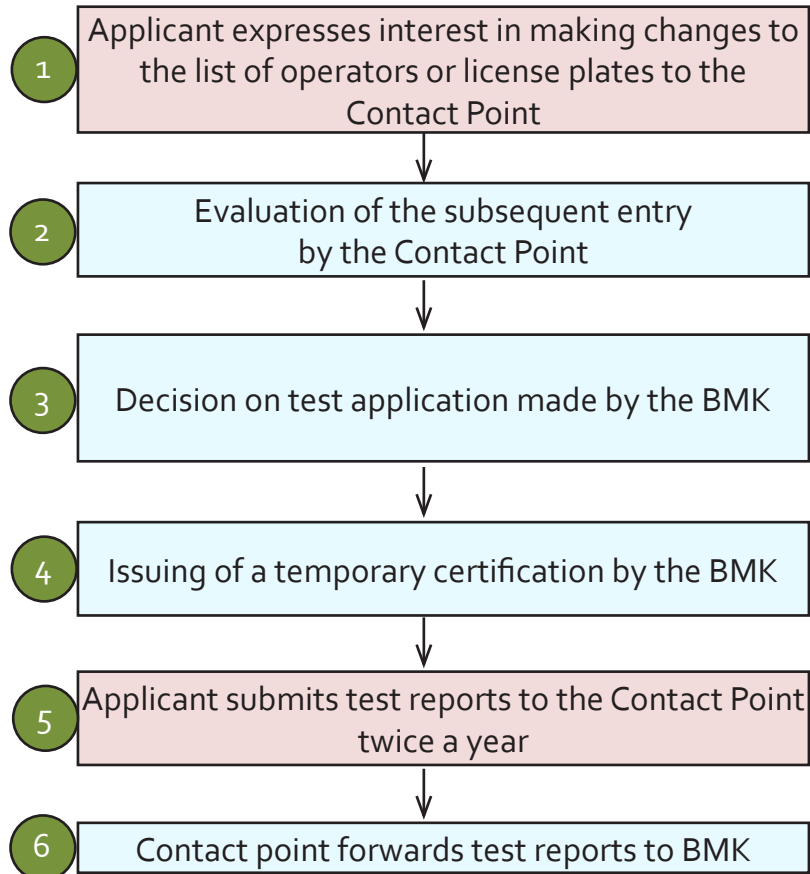 1
Applicant expresses interest in making changes to
the list of operators or license plates to the
Contact Point
2
Evaluation of the subsequent entry
by the Contact Point
3
Decision on test application made by the BMK
4
Issuing of a temporary certification by the BMK
5
Applicant submits test reports to the Contact Point
twice a year
6
Contact point forwards test reports to BMK